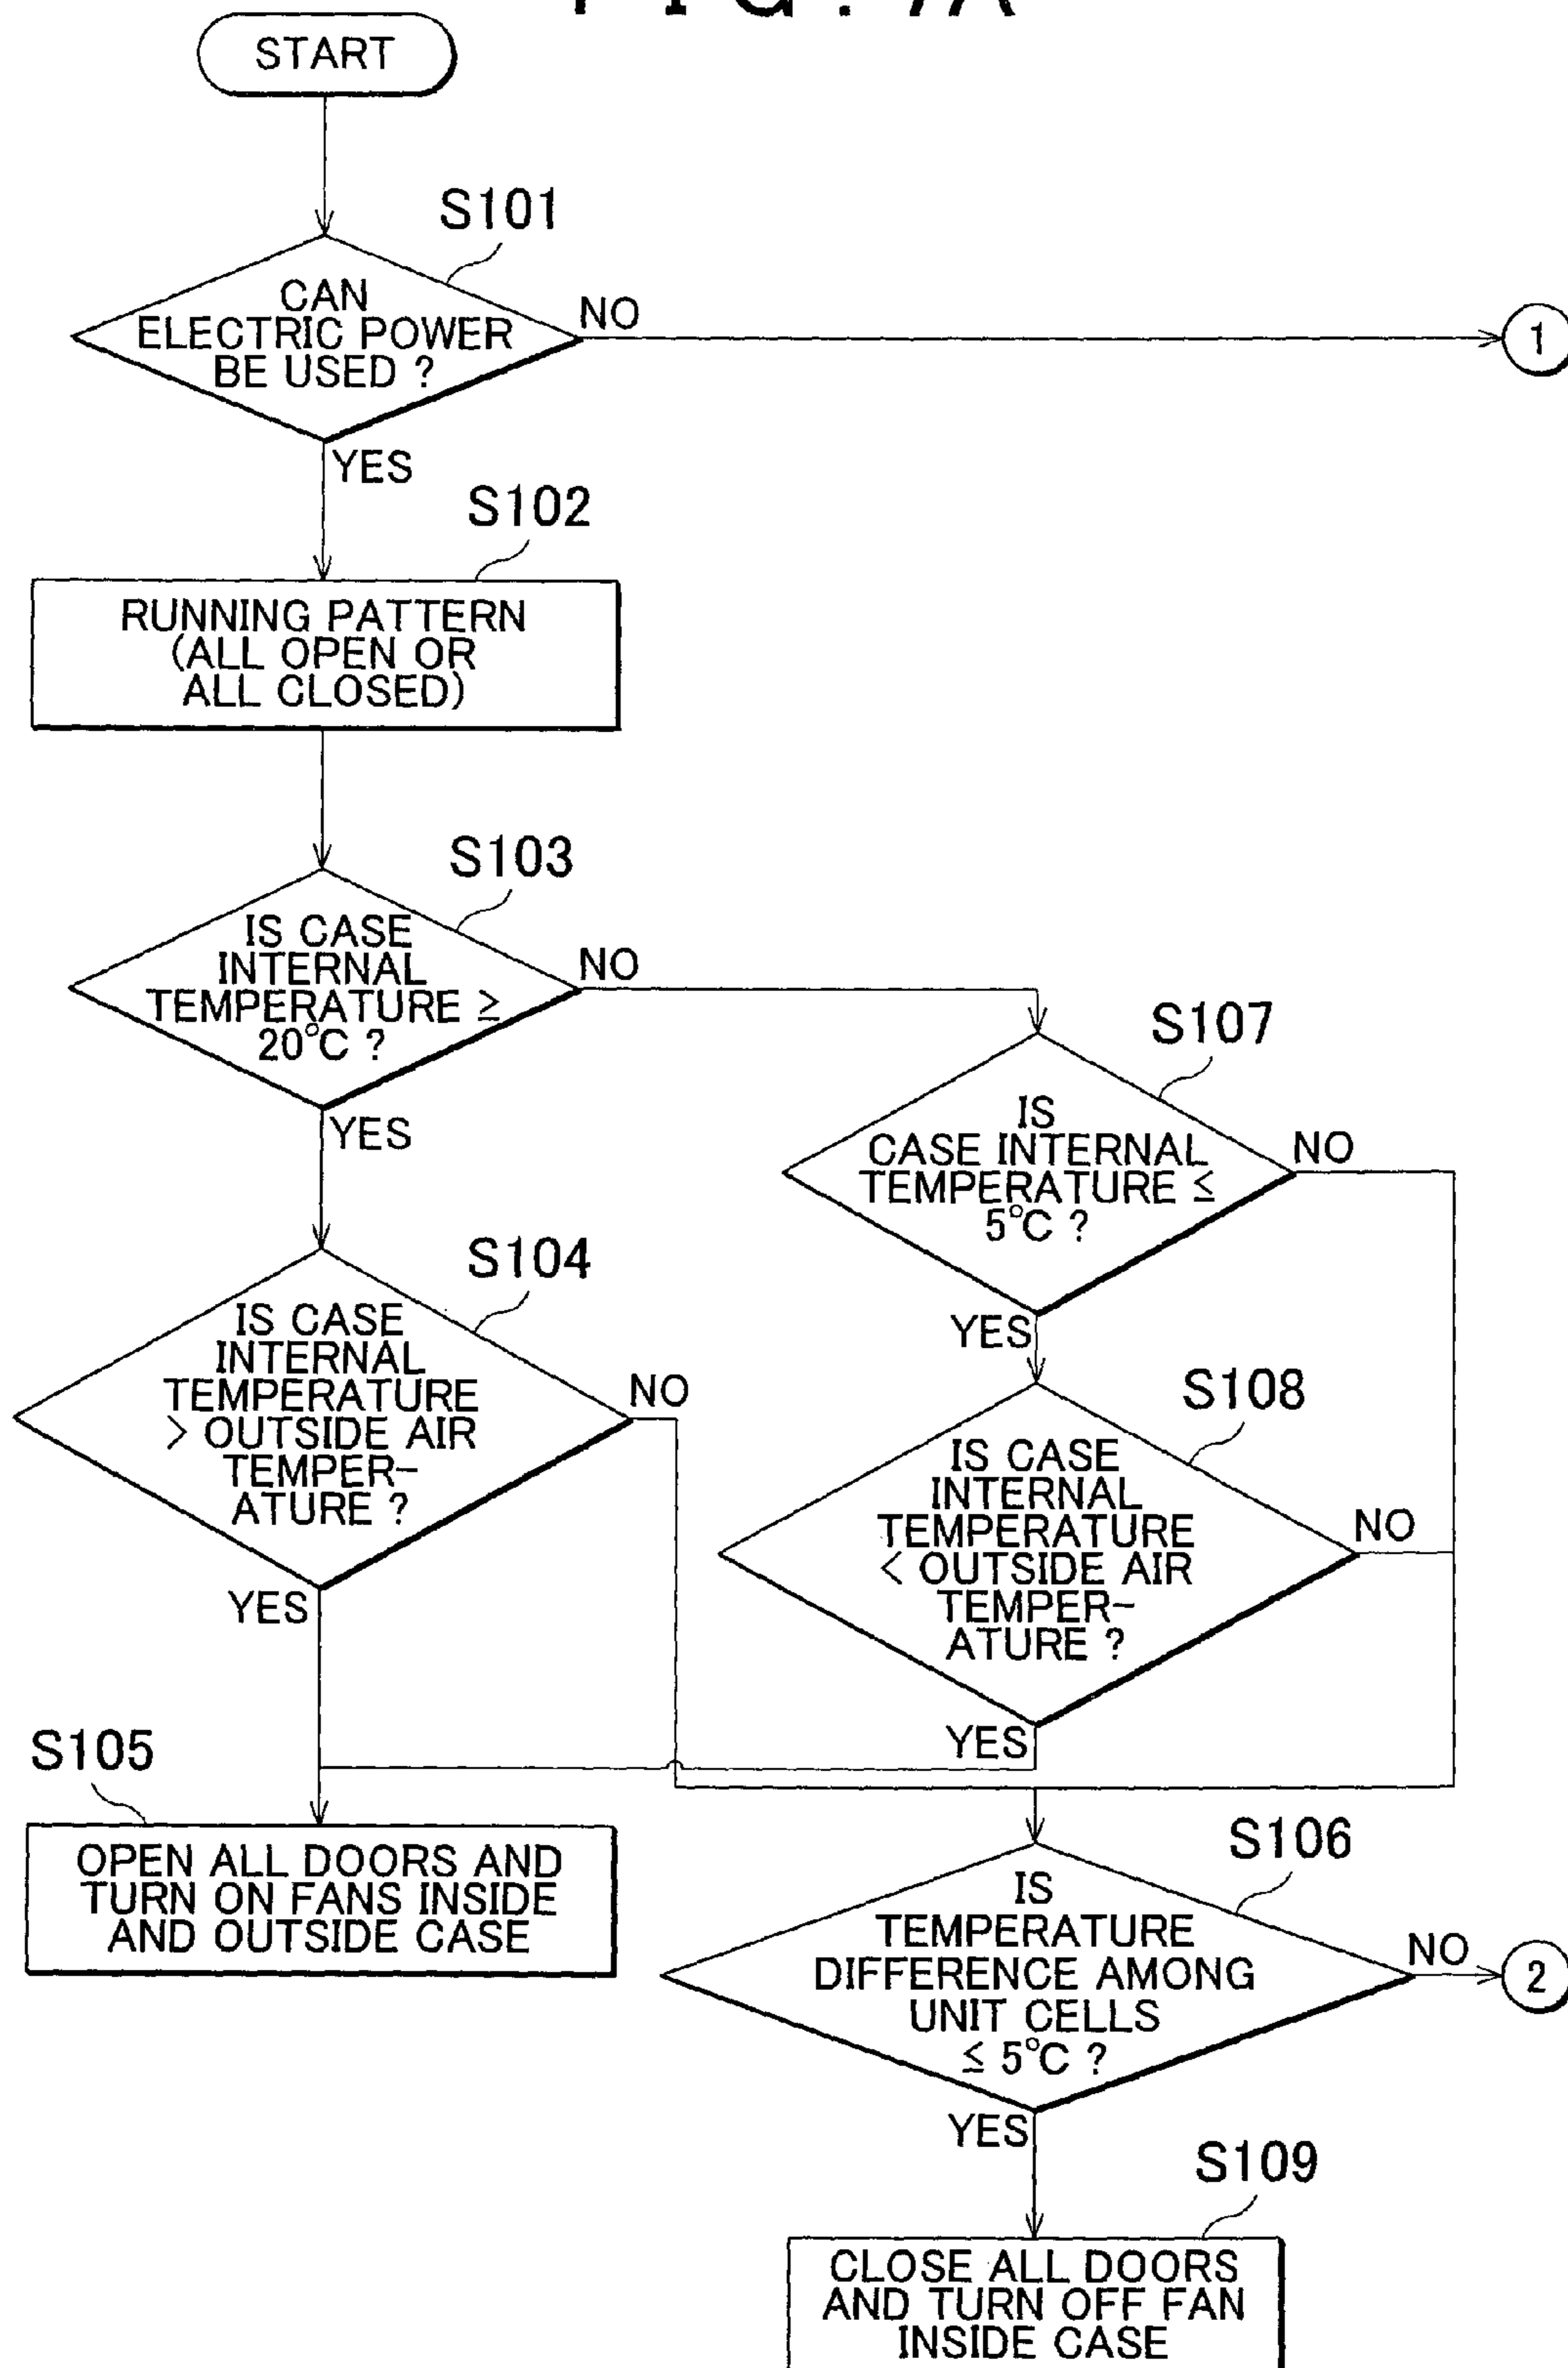 FIG. 7A
START
S101
CAN
ELECTRIC POWER
BE USED ?
NO
1
YES
S102
RUNNING PATTERN
(ALL OPEN OR
ALL CLOSED)
S103
IS CASE
INTERNAL
TEMPERATURE ≥
20°C ?
NO
YES
S107
IS
CASE INTERNAL
TEMPERATURE ≤
5°C ?
NO
YES
S104
IS CASE
INTERNAL
TEMPERATURE
> OUTSIDE AIR
TEMPER-
ATURE ?
NO
YES
S108
IS CASE
INTERNAL
TEMPERATURE
< OUTSIDE AIR
TEMPER-
ATURE ?
NO
YES
S105
OPEN ALL DOORS AND
TURN ON FANS INSIDE
AND OUTSIDE CASE
S106
IS
TEMPERATURE
DIFFERENCE AMONG
UNIT CELLS
≤ 5°C ?
NO
2
YES
S109
CLOSE ALL DOORS
AND TURN OFF FAN
INSIDE CASE